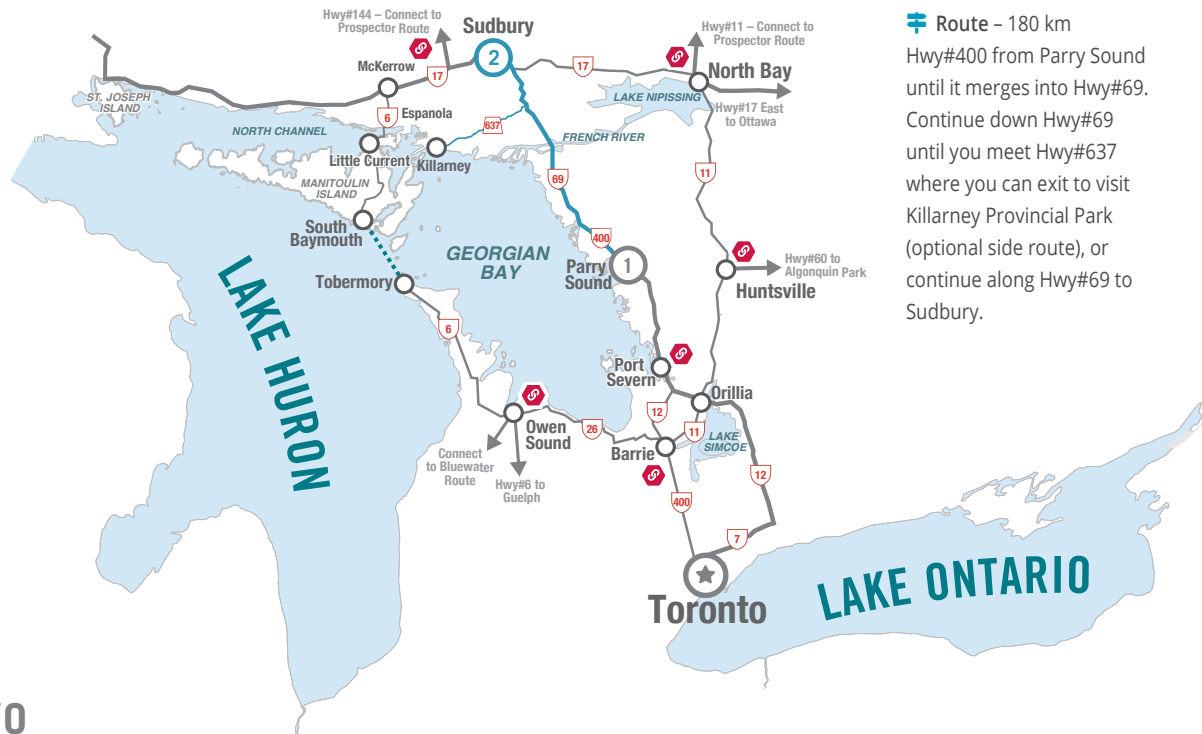 Hwy#144 – Connect to
Prospector Route
Sudbury
2
Hwy#11 – Connect to
Prospector Route
McKerrow
17
17
North Bay
ST. JOSEPH
ISLAND
6
Espanola
LAKE NIPISSING
Hwy#17 East
to Ottawa
NORTH CHANNEL
637
FRENCH RIVER
Little Current
Killarney
MANITOULIN
ISLAND
69
11
South
Baymouth
400
GEORGIAN
BAY
Parry
Sound
1
Hwy#60 to
Algonquin Park
Huntsville
Tobermory
LAKE HURON
6
Port
Severn
Orillia
12
Owen
Sound
26
11
Barrie
LAKE
SIMCOE
Connect
to Bluewater
Route
Hwy#6 to
Guelph
12
400
7
Toronto
LAKE ONTARIO
Route – 180 km
Hwy#400 from Parry Sound
until it merges into Hwy#69.
Continue down Hwy#69
until you meet Hwy#637
where you can exit to visit
Killarney Provincial Park
(optional side route), or
continue along Hwy#69 to
Sudbury.